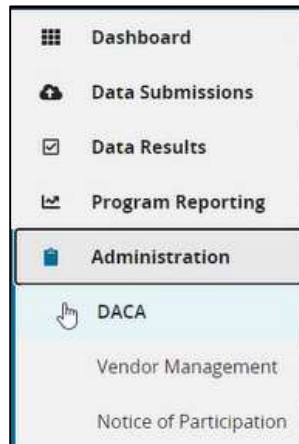 Dashboard
Data Submissions
Data Results
Program Reporting
Administration
DACA
Vendor Management
Notice of Participation